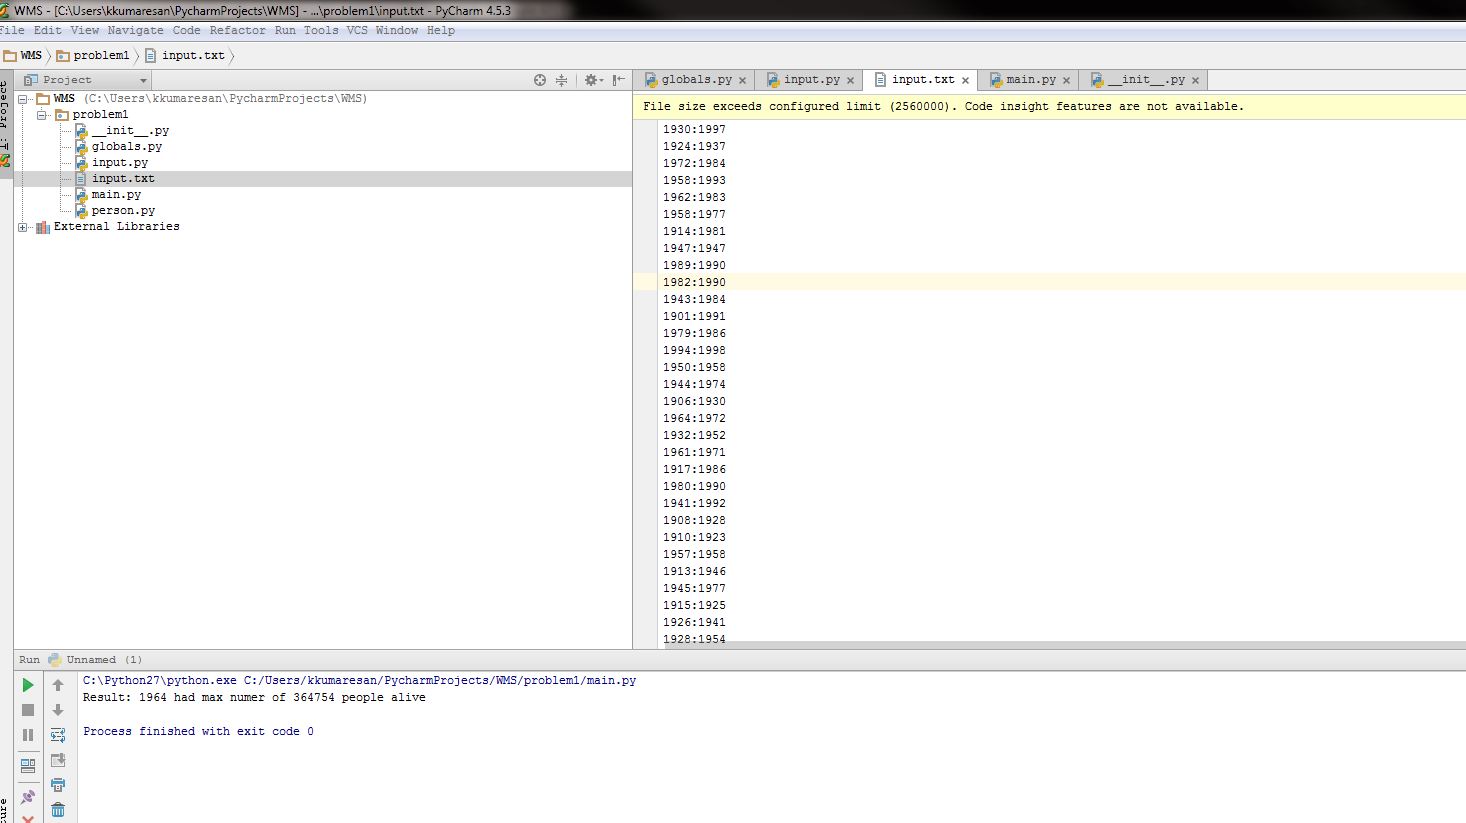 WMS - [C:\Users\kkumaresan\PycharmProjects\WMS] - ...\problem1\input.txt - PyCharm 4.5.3
File Edit View Navigate Code Refactor Run Tools VCS Window Help
WMS problem1 input.txt
1: Project
Project
WMS (C:\Users\kkumaresan\PycharmProjects\WMS)
problem1
__init__.py
globals.py
input.py
input.txt
main.py
person.py
External Libraries
globals.py input.py input.txt main.py __init__.py
File size exceeds configured limit (2560000). Code insight features are not available.
1930:1997
1924:1937
1972:1984
1958:1993
1962:1983
1958:1977
1914:1981
1947:1947
1989:1990
1982:1990
1943:1984
1901:1991
1979:1986
1994:1998
1950:1958
1944:1974
1906:1930
1964:1972
1932:1952
1961:1971
1917:1986
1980:1990
1941:1992
1908:1928
1910:1923
1957:1958
1913:1946
1945:1977
1915:1925
1926:1941
1928:1954
Run Unnamed (1)
C:\Python27\python.exe C:/Users/kkumaresan/PycharmProjects/WMS/problem1/main.py
Result: 1964 had max numer of 364754 people alive
Process finished with exit code 0